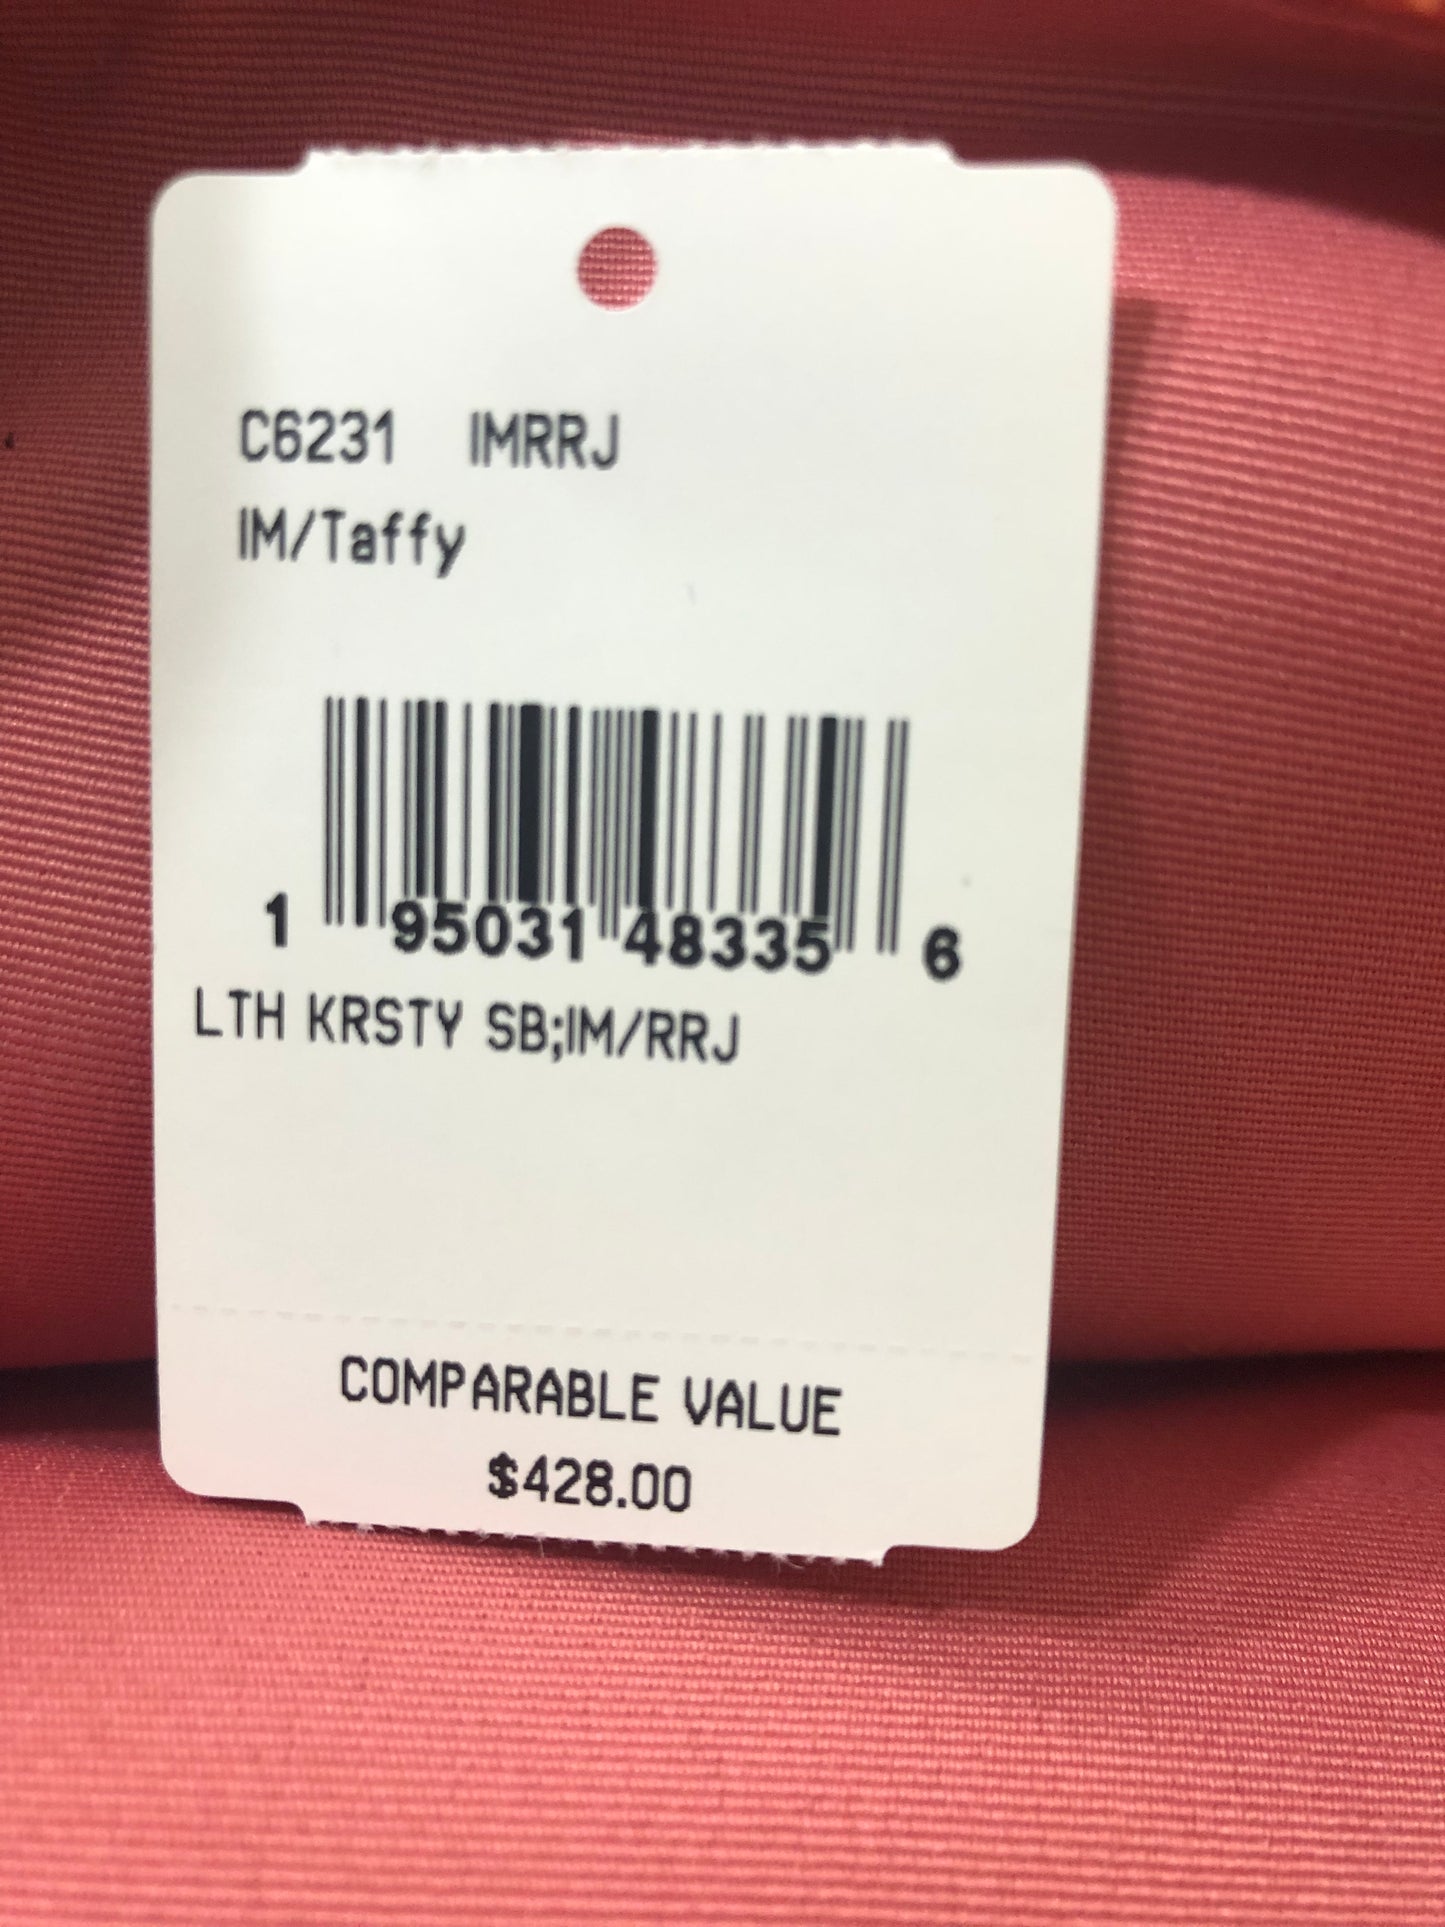 C6231 IMRRJ
IM/Taffy
1 95031 48335 6
LTH KRSTY SB;IM/RRJ
COMPARABLE VALUE
$428.00